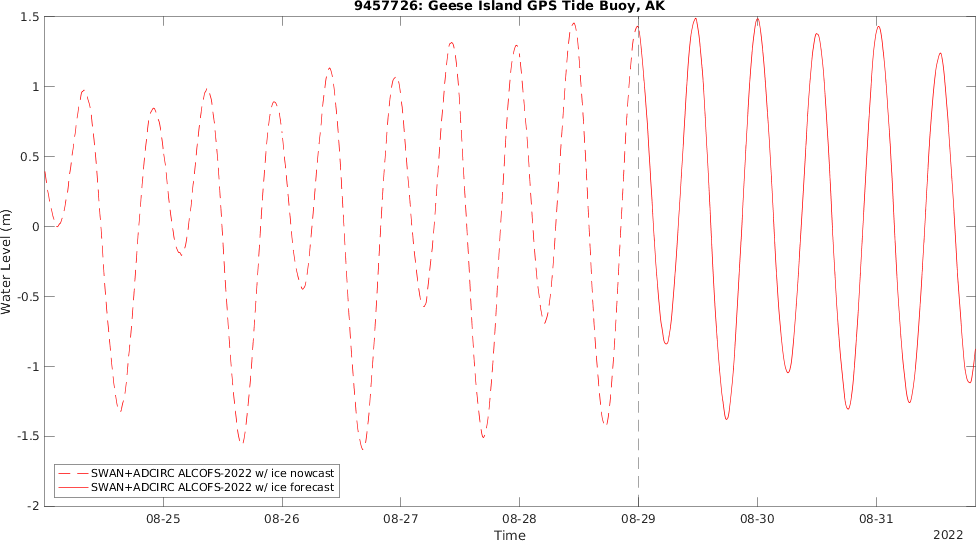 9457726: Geese Island GPS Tide Buoy, AK
1.5
1
0.5
0
-0.5
-1
-1.5
-2
Water Level (m)
SWAN+ADCIRC ALCOFS-2022 w/ ice nowcast
SWAN+ADCIRC ALCOFS-2022 w/ ice forecast
08-25 08-26 08-27 08-28 08-29 08-30 08-31
Time
2022